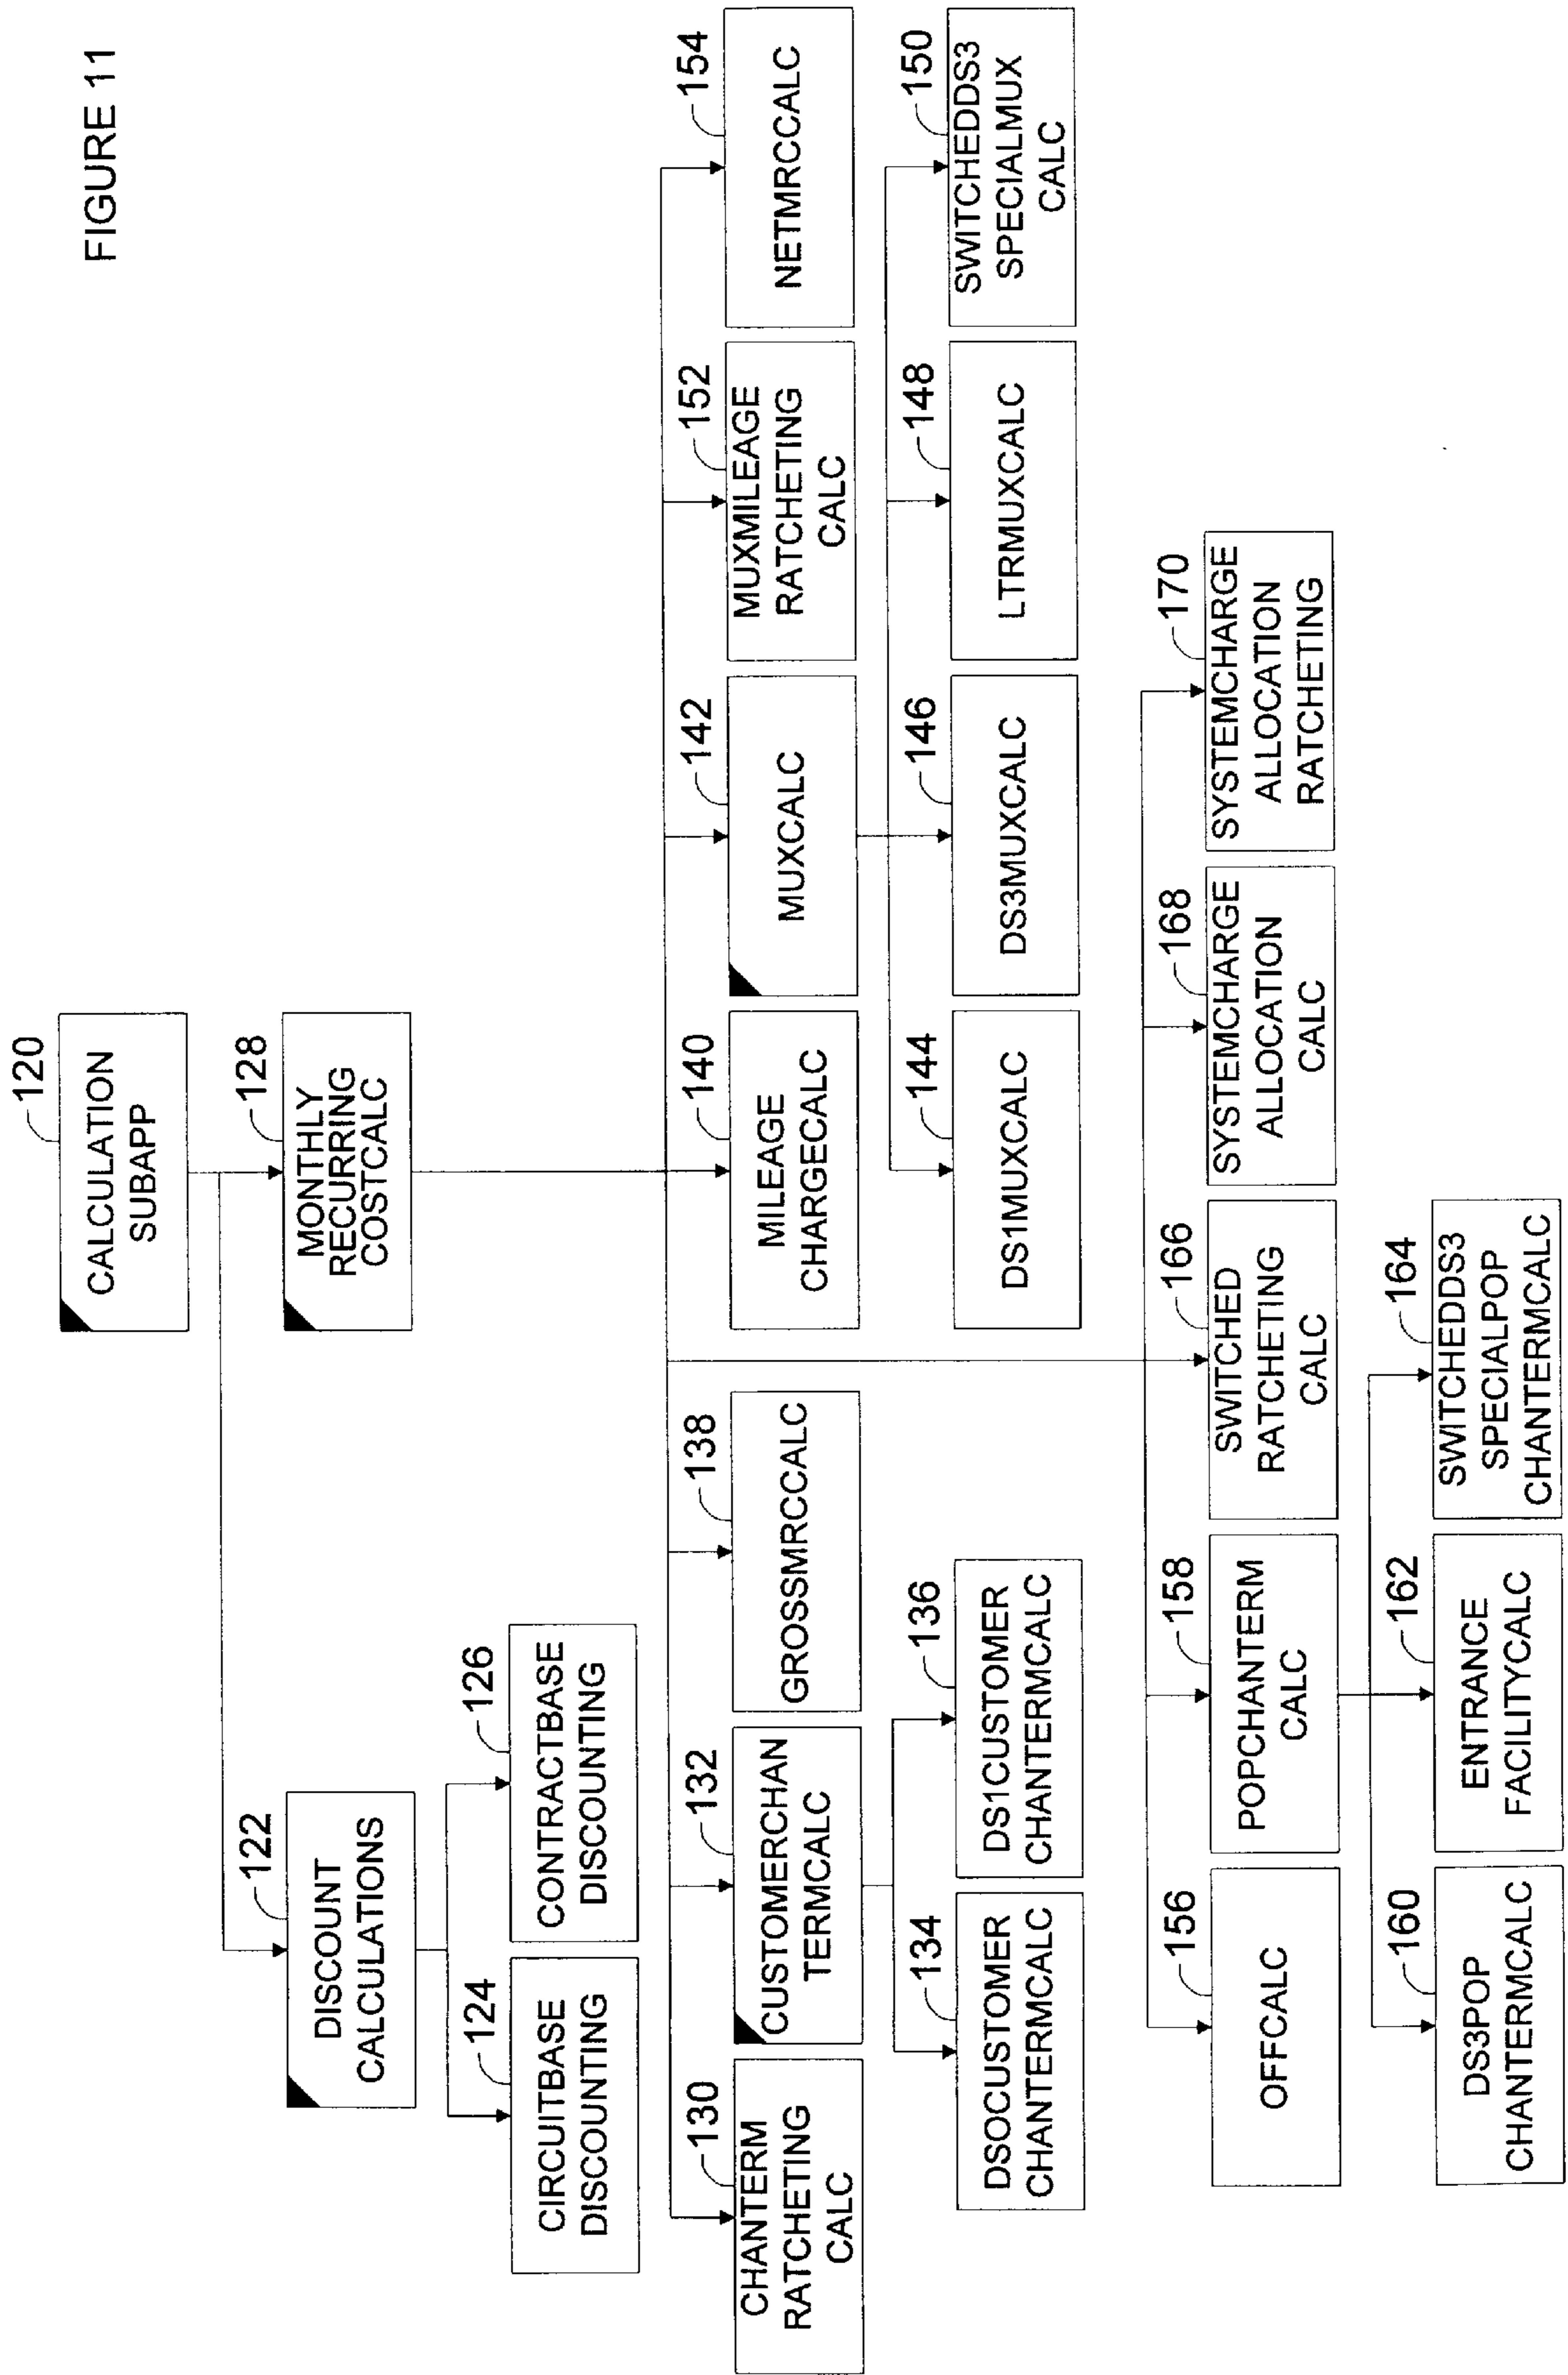 FIGURE 11
120
CALCULATION
SUBAPP
122
DISCOUNT
CALCULATIONS
128
MONTHLY
RECURRING
COSTCALC
124
CIRCUITBASE
DISCOUNTING
126
CONTRACTBASE
DISCOUNTING
130
CHANTERM
RATCHETING
CALC
132
CUSTOMERCHAN
TERMCALC
138
GROSSMRCCALC
140
MILEAGE
CHARGECALC
142
MUXCALC
152
MUXMILEAGE
RATCHETING
CALC
154
NETMRCCALC
134
DSOCUSTOMER
CHANTERMCALC
136
DS1CUSTOMER
CHANTERMCALC
144
DS1MUXCALC
146
DS3MUXCALC
148
LTRMUXCALC
150
SWITCHEDDS3
SPECIALMUX
CALC
156
OFFCALC
158
POPCHANTERM
CALC
166
SWITCHED
RATCHETING
CALC
168
SYSTEMCHARGE
ALLOCATION
CALC
170
SYSTEMCHARGE
ALLOCATION
RATCHETING
160
DS3POP
CHANTERMCALC
162
ENTRANCE
FACILITYCALC
164
SWITCHEDDS3
SPECIALPOP
CHANTERMCALC